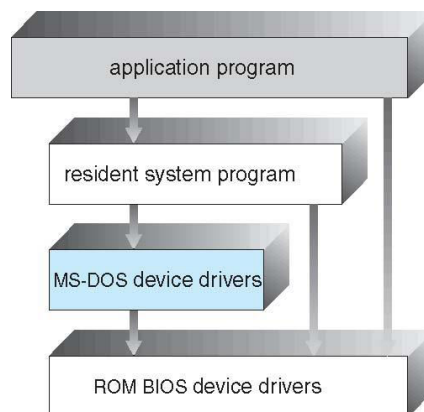 application program
resident system program
MS-DOS device drivers
ROM BIOS device drivers